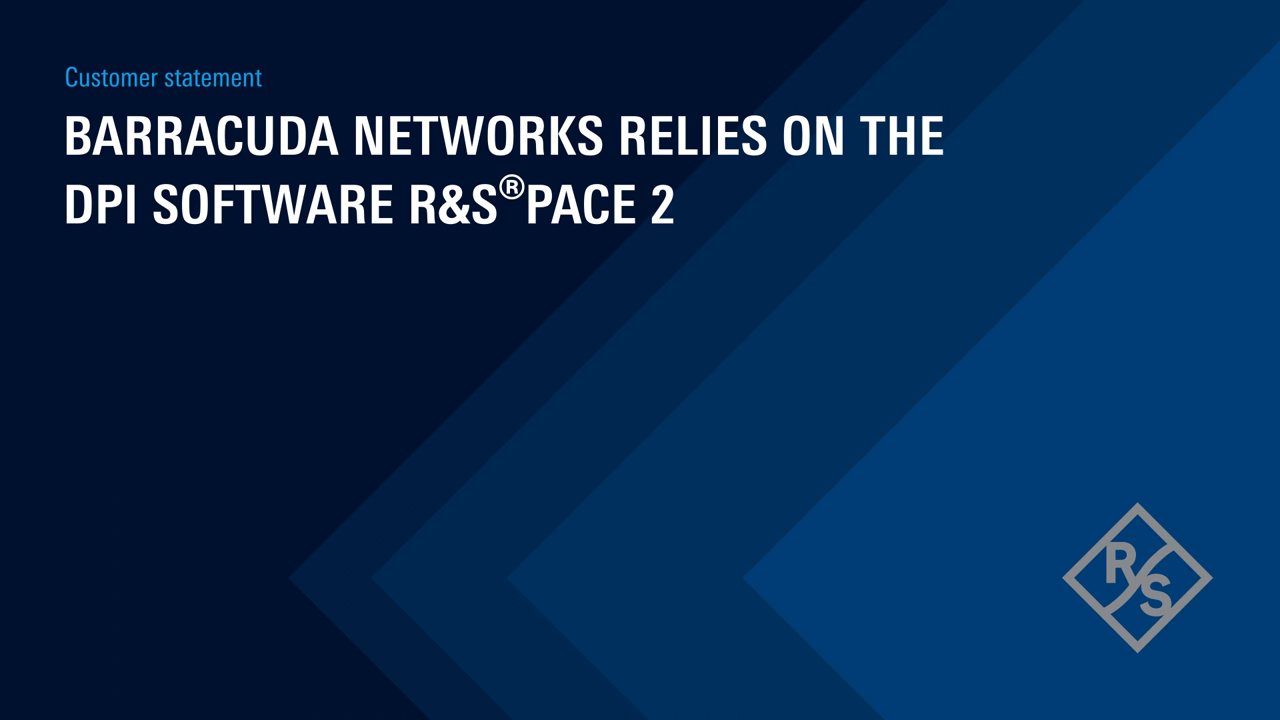 Customer statement
BARRACUDA NETWORKS RELIES ON THE
DPI SOFTWARE R&S®PACE 2
R
S